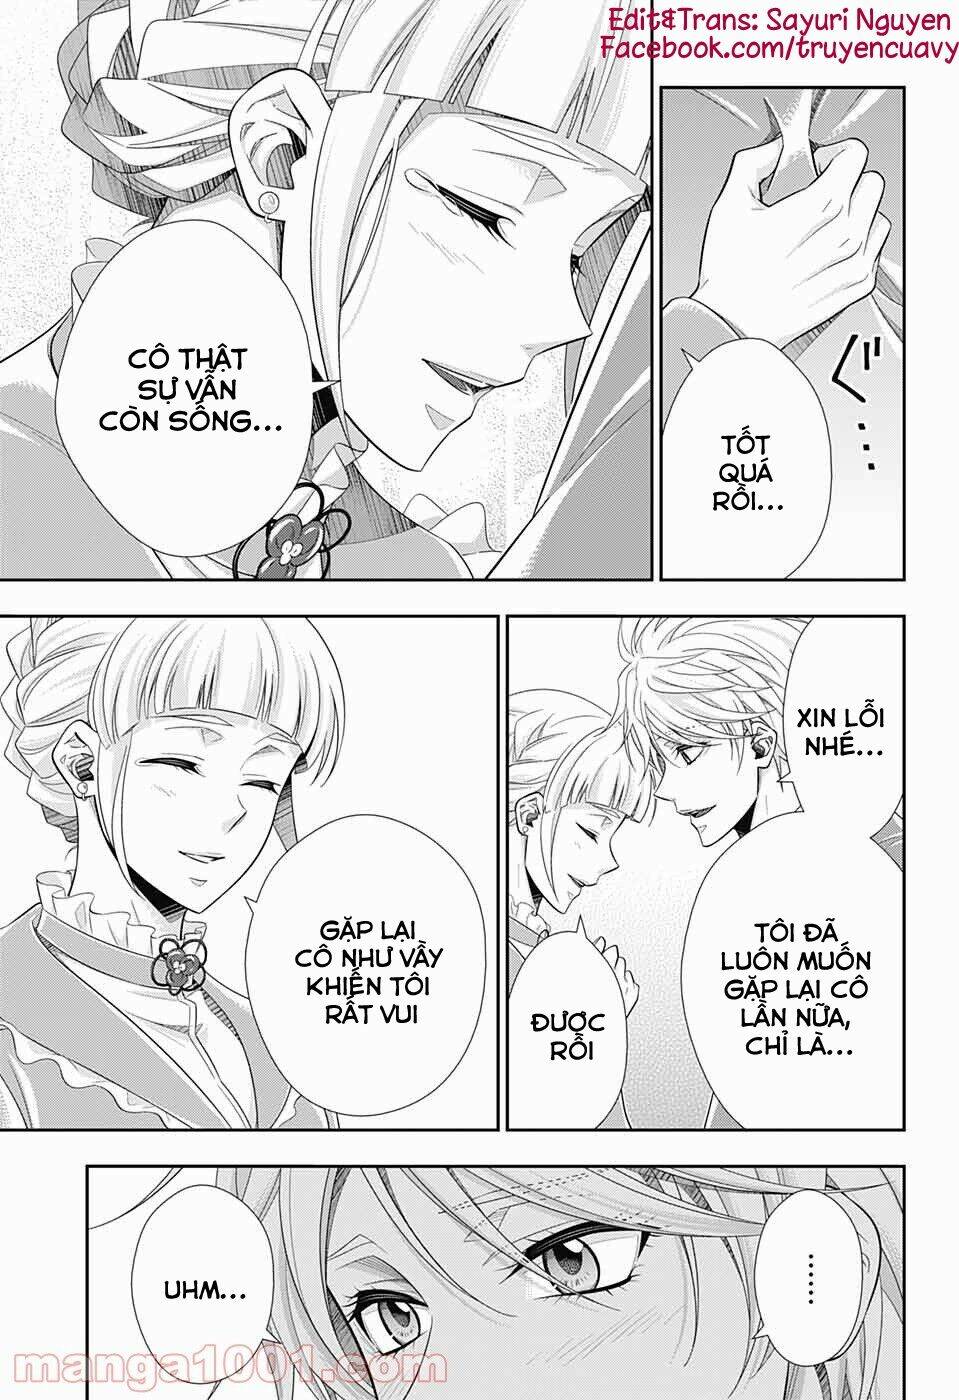 Edit&Trans: Sayuri Nguyen
Facebook.com/truyencuavy
TỐT
QUÁ
RỒI...
CÔ THẬT
SỰ VẪN
CÒN SỐNG...
XIN LỖI
NHÉ...
TÔI ĐÃ
LUÔN MUỐN
GẶP LẠI CÔ
LẦN NỮA,
CHỈ LÀ...
ĐƯỢC
RỒI
GẶP LẠI
CÔ NHƯ VẦY
KHIẾN TÔI
RẤT VUI
......
UHM...
manga1001.com